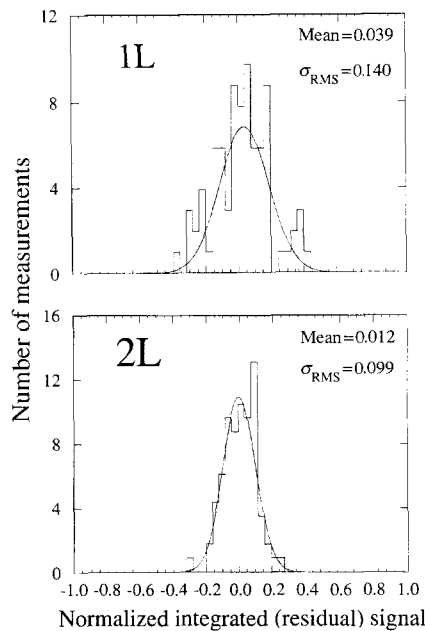 12
1L
Mean=0.039
σRMS=0.140
8
4
0
Number of measurements
16
2L
Mean=0.012
σRMS=0.099
12
8
4
0
-1.0 -0.8 -0.6 -0.4 -0.2 0.0 0.2 0.4 0.6 0.8 1.0
Normalized integrated (residual) signal